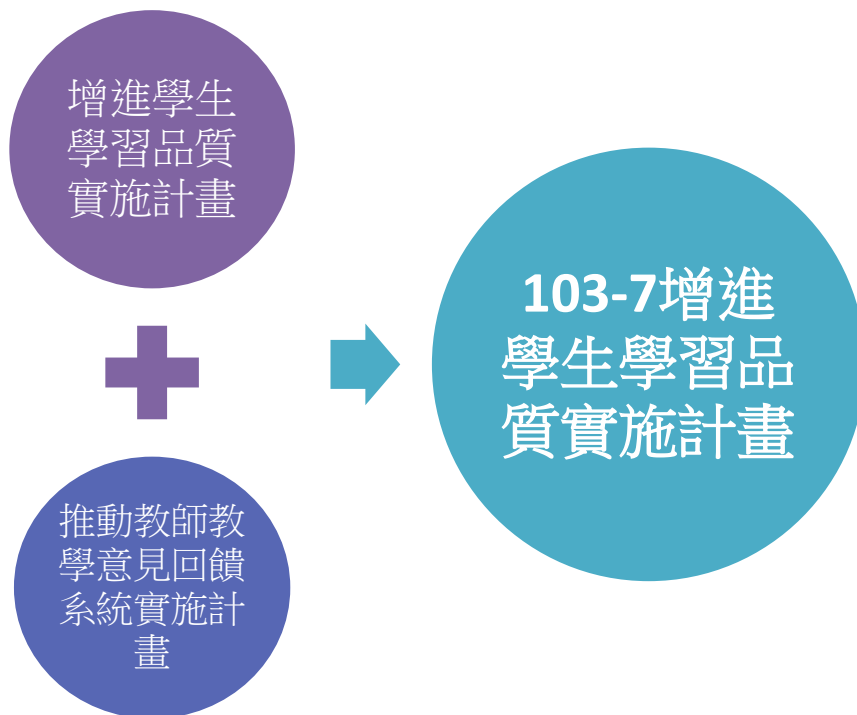 增進學生
學習品質
實施計畫
推動教師教
學意見回饋
系統實施計
畫
103-7增進
學生學習品
質實施計畫